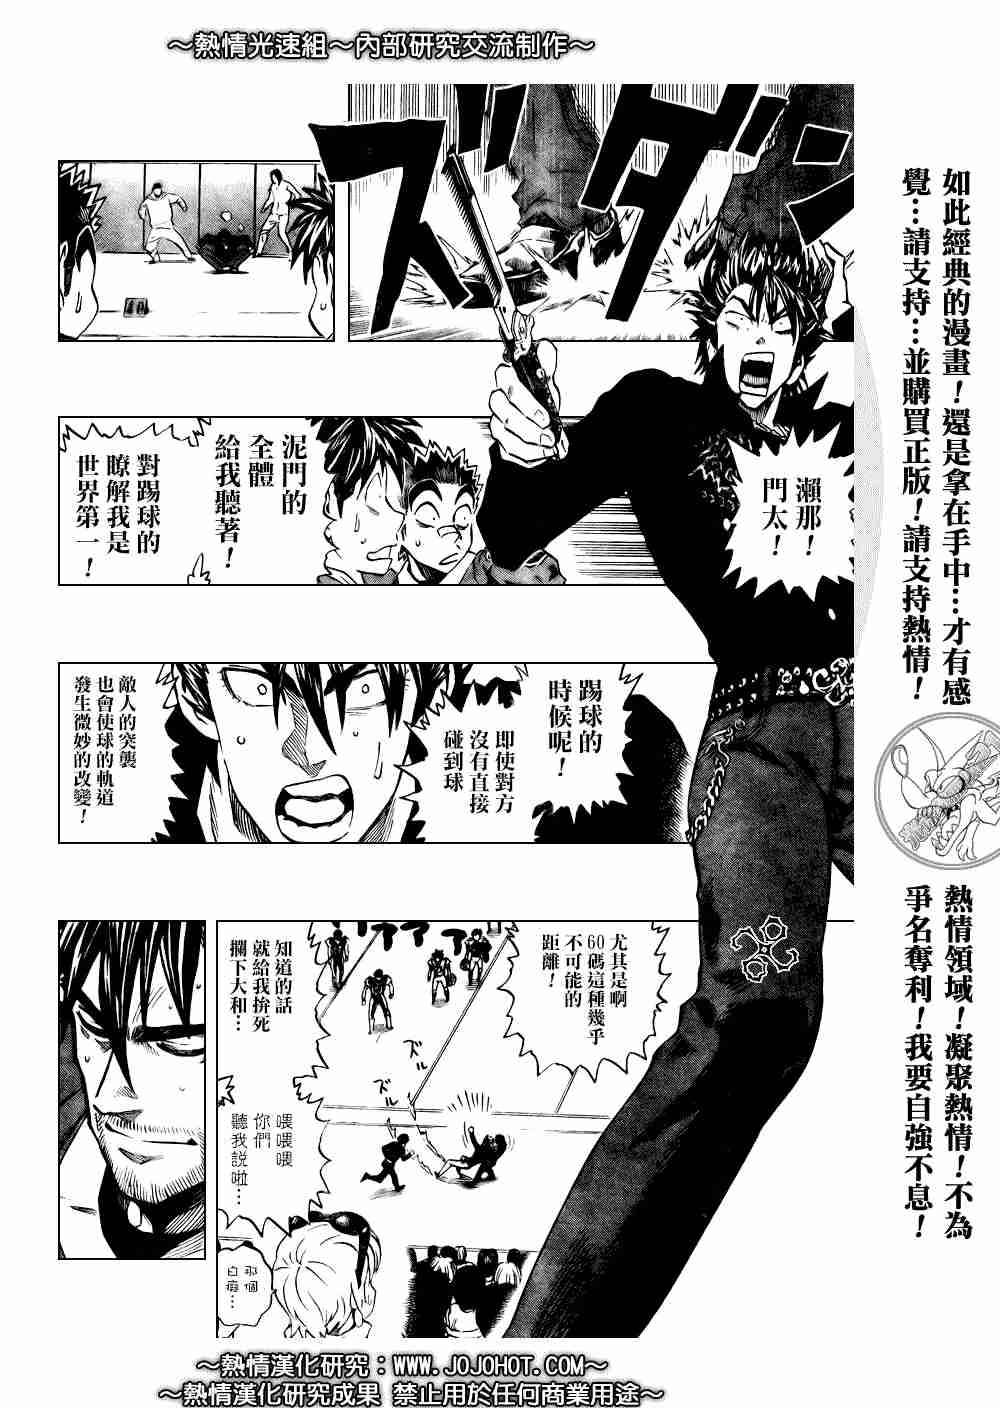 ～熱情光速組～內部研究交流制作～
ズダン
瀨那！
門太！
泥門的
全體
給我聽著！
對踢球的
瞭解我是
世界第一！
踢球的
時候呢！
即使對方
沒有直接
碰到球
敵人的突襲
也會使球的軌道
發生微妙的改變！
尤其是啊
60碼這種幾乎
不可能的
距離！
アアア
知道的話
就給我拚死
攔下大和…
ズル
ズル
喂喂喂
你們
聽我說啦…
那個
白癡…
如此經典的漫畫！還是拿在手中…才有感
覺…請支持…並購買正版！請支持熱情！
熱情領域！凝聚熱情！不為
爭名奪利！我要自強不息！
～熱情漢化研究：WWW.JOJOHOT.COM～
～熱情漢化研究成果 禁止用於任何商業用途～